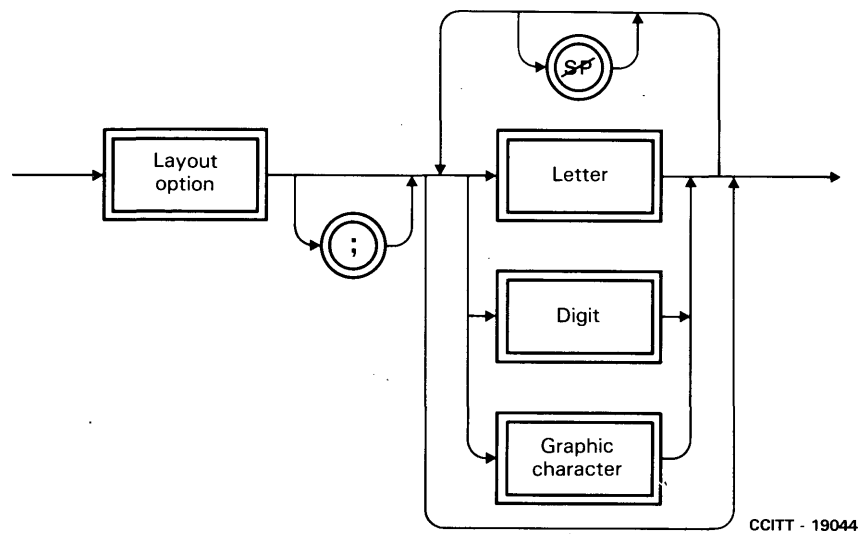 SP
Layout
option
Letter
;
Digit
Graphic
character
CCITT - 19044